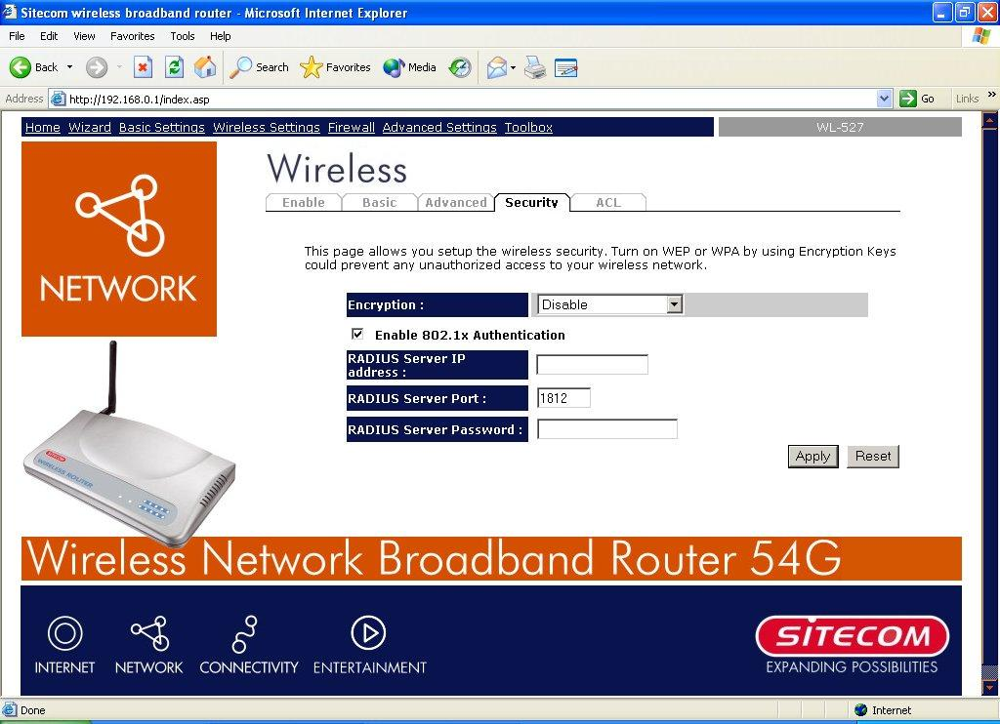 Sitecom wireless broadband router - Microsoft Internet Explorer
File Edit View Favorites Tools Help
Back Search Favorites Media
Address http://192.168.0.1/index.asp Go Links »
Home Wizard Basic Settings Wireless Settings Firewall Advanced Settings Toolbox WL-527
Wireless
Enable Basic Advanced Security ACL
This page allows you setup the wireless security. Turn on WEP or WPA by using Encryption Keys
could prevent any unauthorized access to your wireless network.
Encryption : Disable
Enable 802.1x Authentication
RADIUS Server IP
address :
RADIUS Server Port : 1812
RADIUS Server Password :
Apply Reset
NETWORK
SITECOM
WIRELESS ROUTER
Wireless Network Broadband Router 54G
INTERNET NETWORK CONNECTIVITY ENTERTAINMENT
SITECOM
EXPANDING POSSIBILITIES
Done Internet